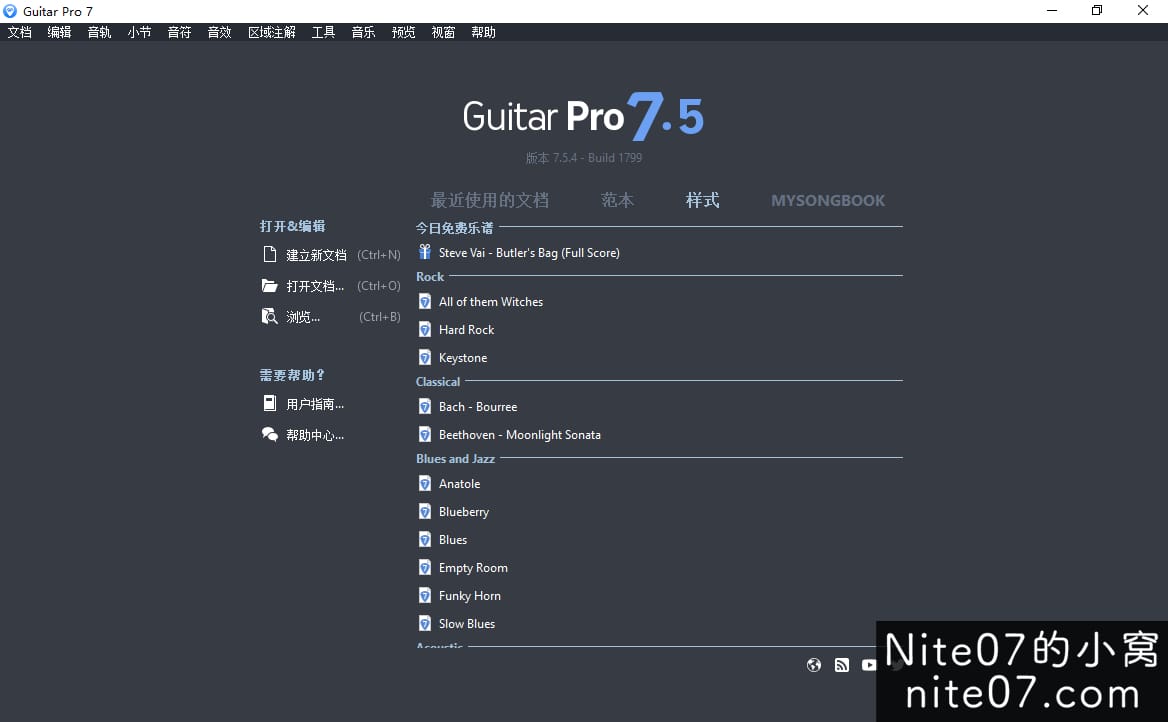 Guitar Pro 7
文档 编辑 音轨 小节 音符 音效 区域注解 工具 音乐 预览 视窗 帮助
Guitar Pro 7.5
版本 7.5.4 - Build 1799
最近使用的文档 范本 样式 MYSONGBOOK
打开&编辑
建立新文档 (Ctrl+N)
打开文档... (Ctrl+O)
浏览... (Ctrl+B)
需要帮助?
用户指南...
帮助中心...
今日免费乐谱
Steve Vai - Butler's Bag (Full Score)
Rock
All of them Witches
Hard Rock
Keystone
Classical
Bach - Bourree
Beethoven - Moonlight Sonata
Blues and Jazz
Anatole
Blueberry
Blues
Empty Room
Funky Horn
Slow Blues
Acoustic
Nite07的小窝
nite07.com